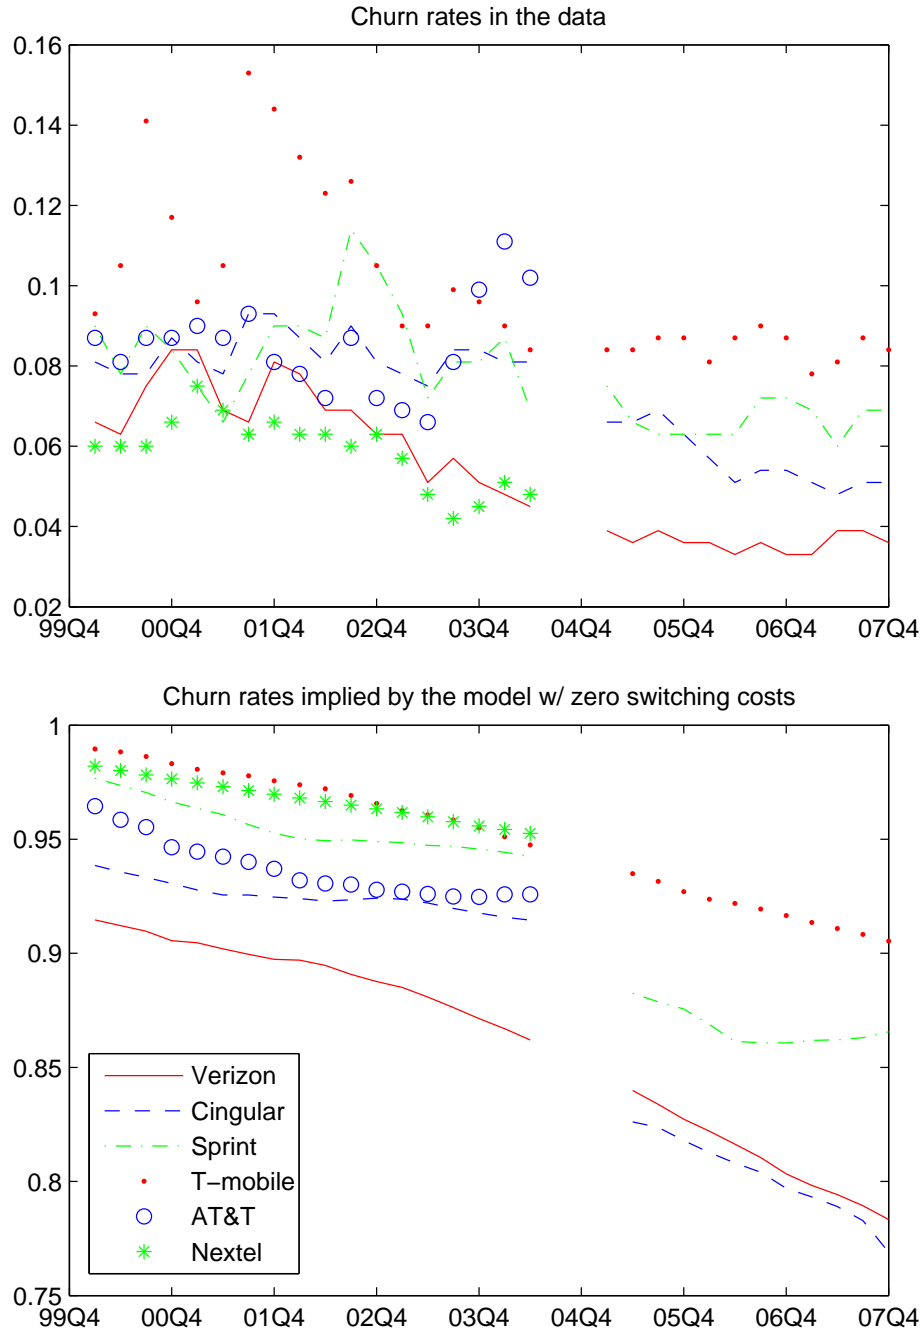 Churn rates in the data
0.16
0.14
0.12
0.1
0.08
0.06
0.04
0.02
99Q4 00Q4 01Q4 02Q4 03Q4 04Q4 05Q4 06Q4 07Q4
Churn rates implied by the model w/ zero switching costs
1
0.95
0.9
0.85
0.8
0.75
Verizon
Cingular
Sprint
T−mobile
AT&T
Nextel
99Q4 00Q4 01Q4 02Q4 03Q4 04Q4 05Q4 06Q4 07Q4